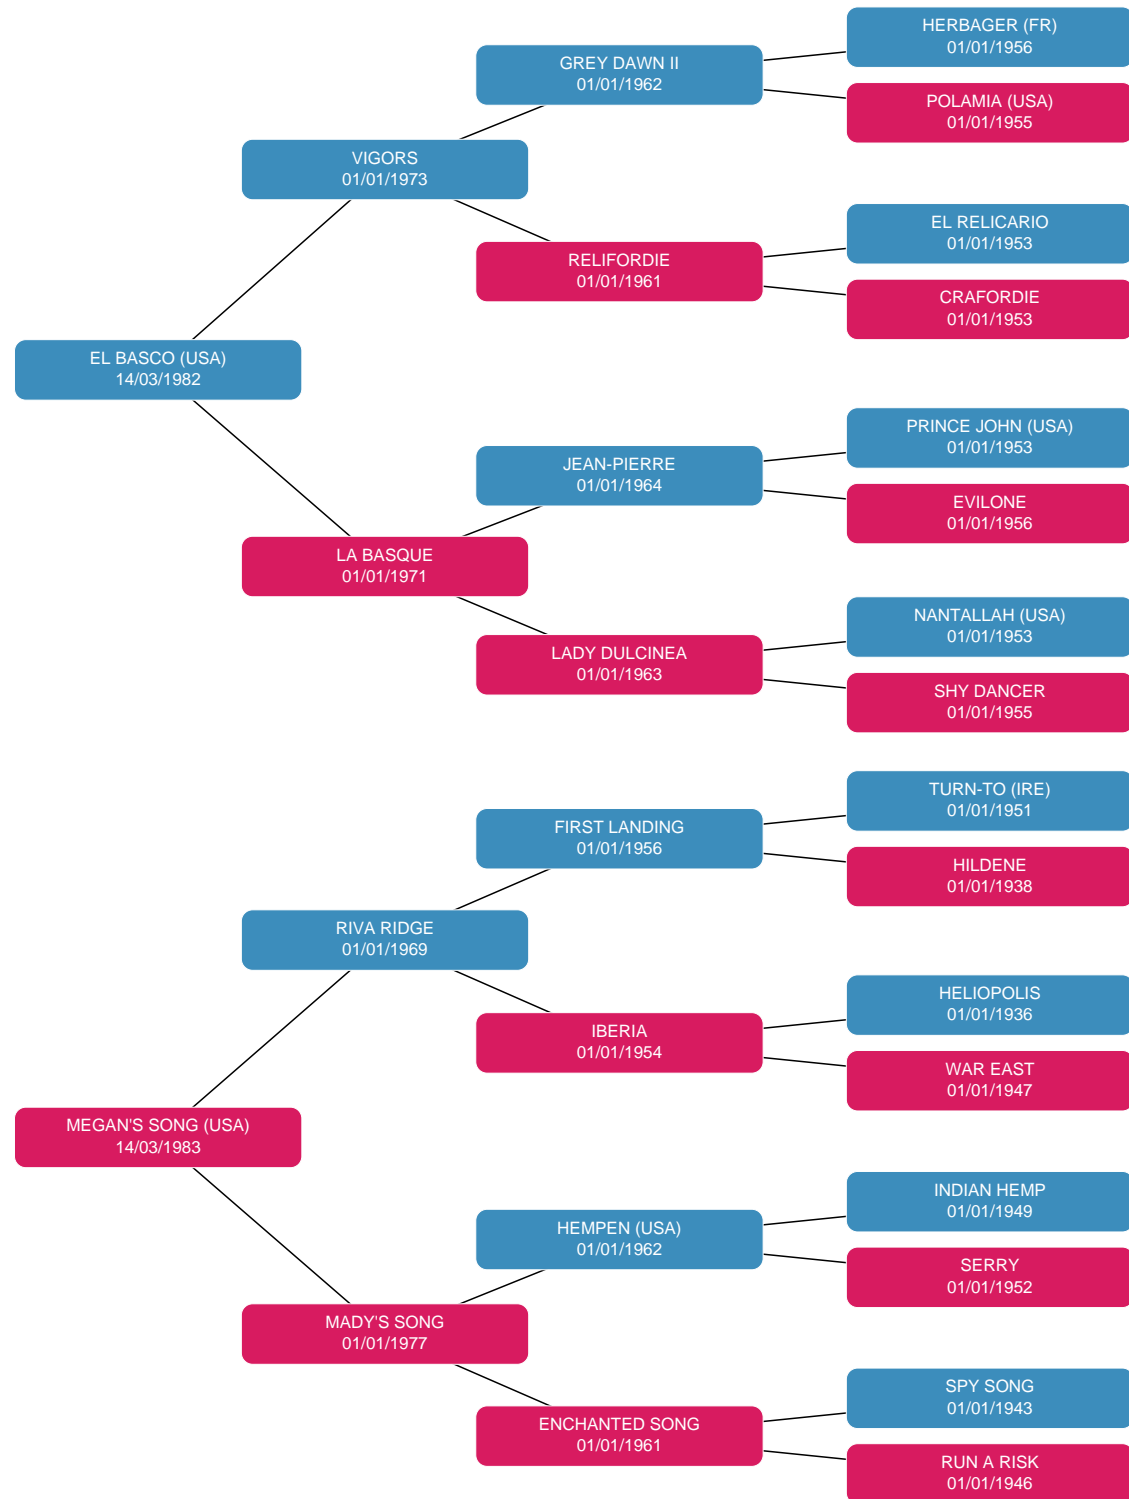 HERBAGER (FR)
01/01/1956
GREY DAWN II
01/01/1962
POLAMIA (USA)
01/01/1955
VIGORS
01/01/1973
EL RELICARIO
01/01/1953
RELIFORDIE
01/01/1961
CRAFORDIE
01/01/1953
EL BASCO (USA)
14/03/1982
PRINCE JOHN (USA)
01/01/1953
JEAN-PIERRE
01/01/1964
EVILONE
01/01/1956
LA BASQUE
01/01/1971
NANTALLAH (USA)
01/01/1953
LADY DULCINEA
01/01/1963
SHY DANCER
01/01/1955
TURN-TO (IRE)
01/01/1951
FIRST LANDING
01/01/1956
HILDENE
01/01/1938
RIVA RIDGE
01/01/1969
HELIOPOLIS
01/01/1936
IBERIA
01/01/1954
WAR EAST
01/01/1947
MEGAN'S SONG (USA)
14/03/1983
INDIAN HEMP
01/01/1949
HEMPEN (USA)
01/01/1962
SERRY
01/01/1952
MADY'S SONG
01/01/1977
SPY SONG
01/01/1943
ENCHANTED SONG
01/01/1961
RUN A RISK
01/01/1946